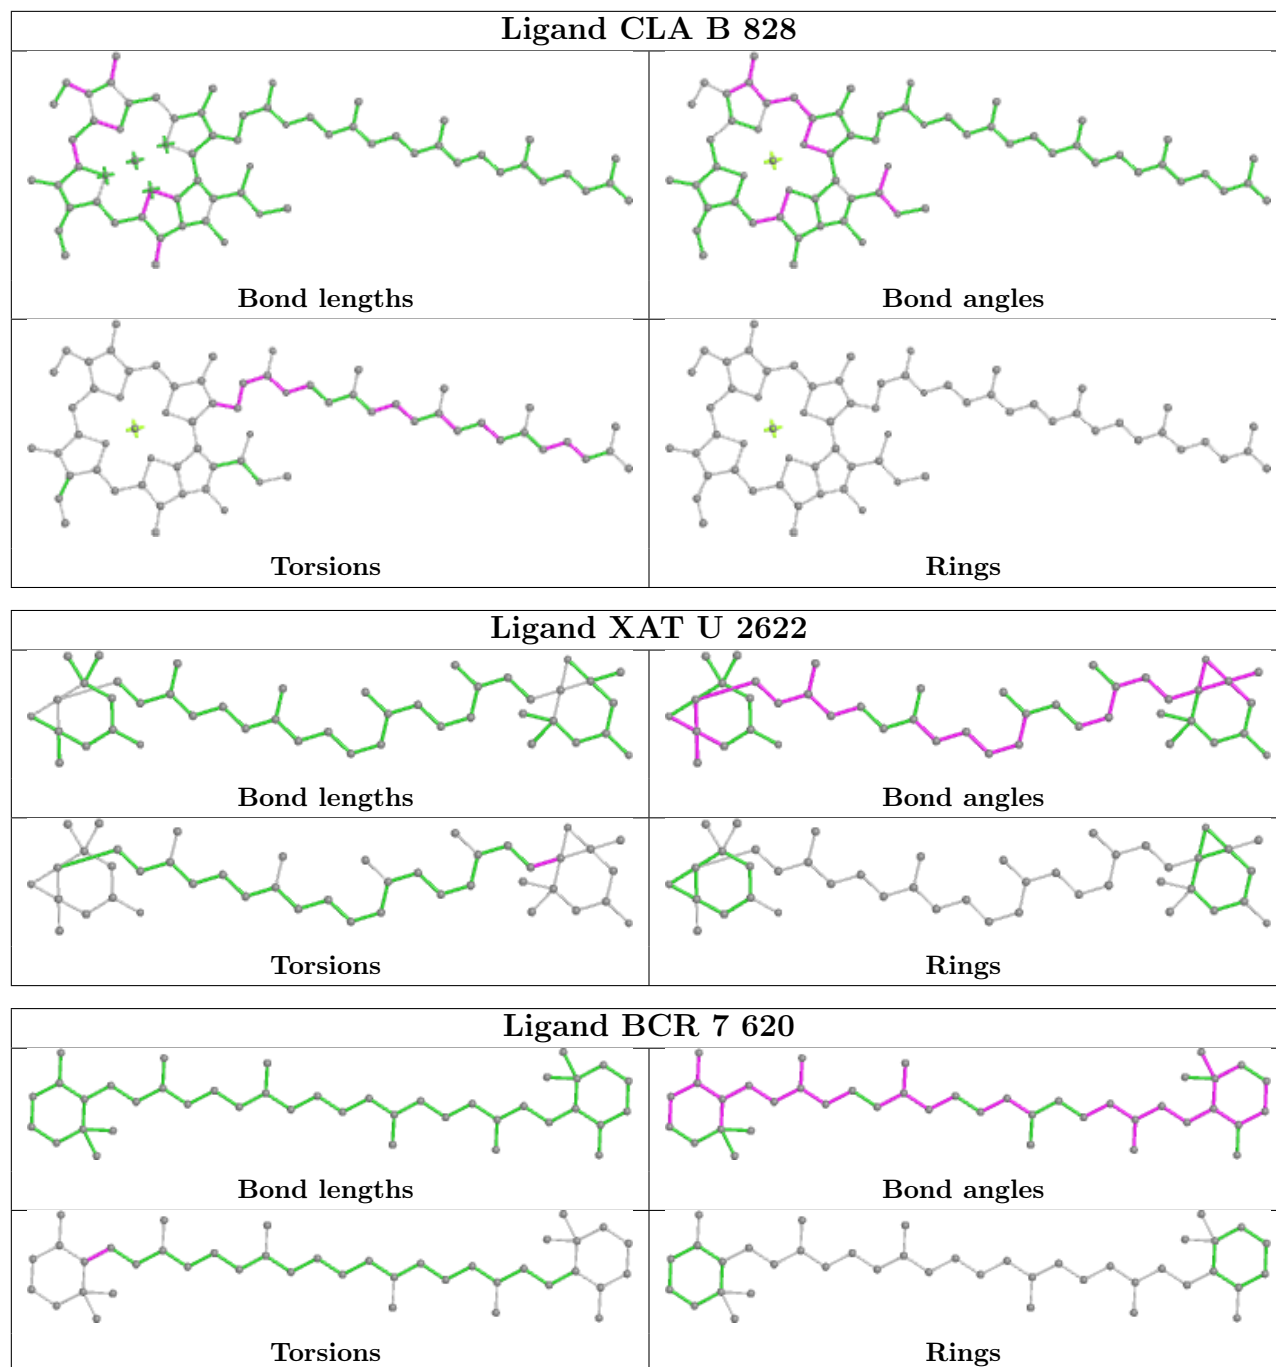 Ligand CLA B 828
Bond lengths
Bond angles
Torsions
Rings
Ligand XAT U 2622
Bond lengths
Bond angles
Torsions
Rings
Ligand BCR 7 620
Bond lengths
Bond angles
Torsions
Rings